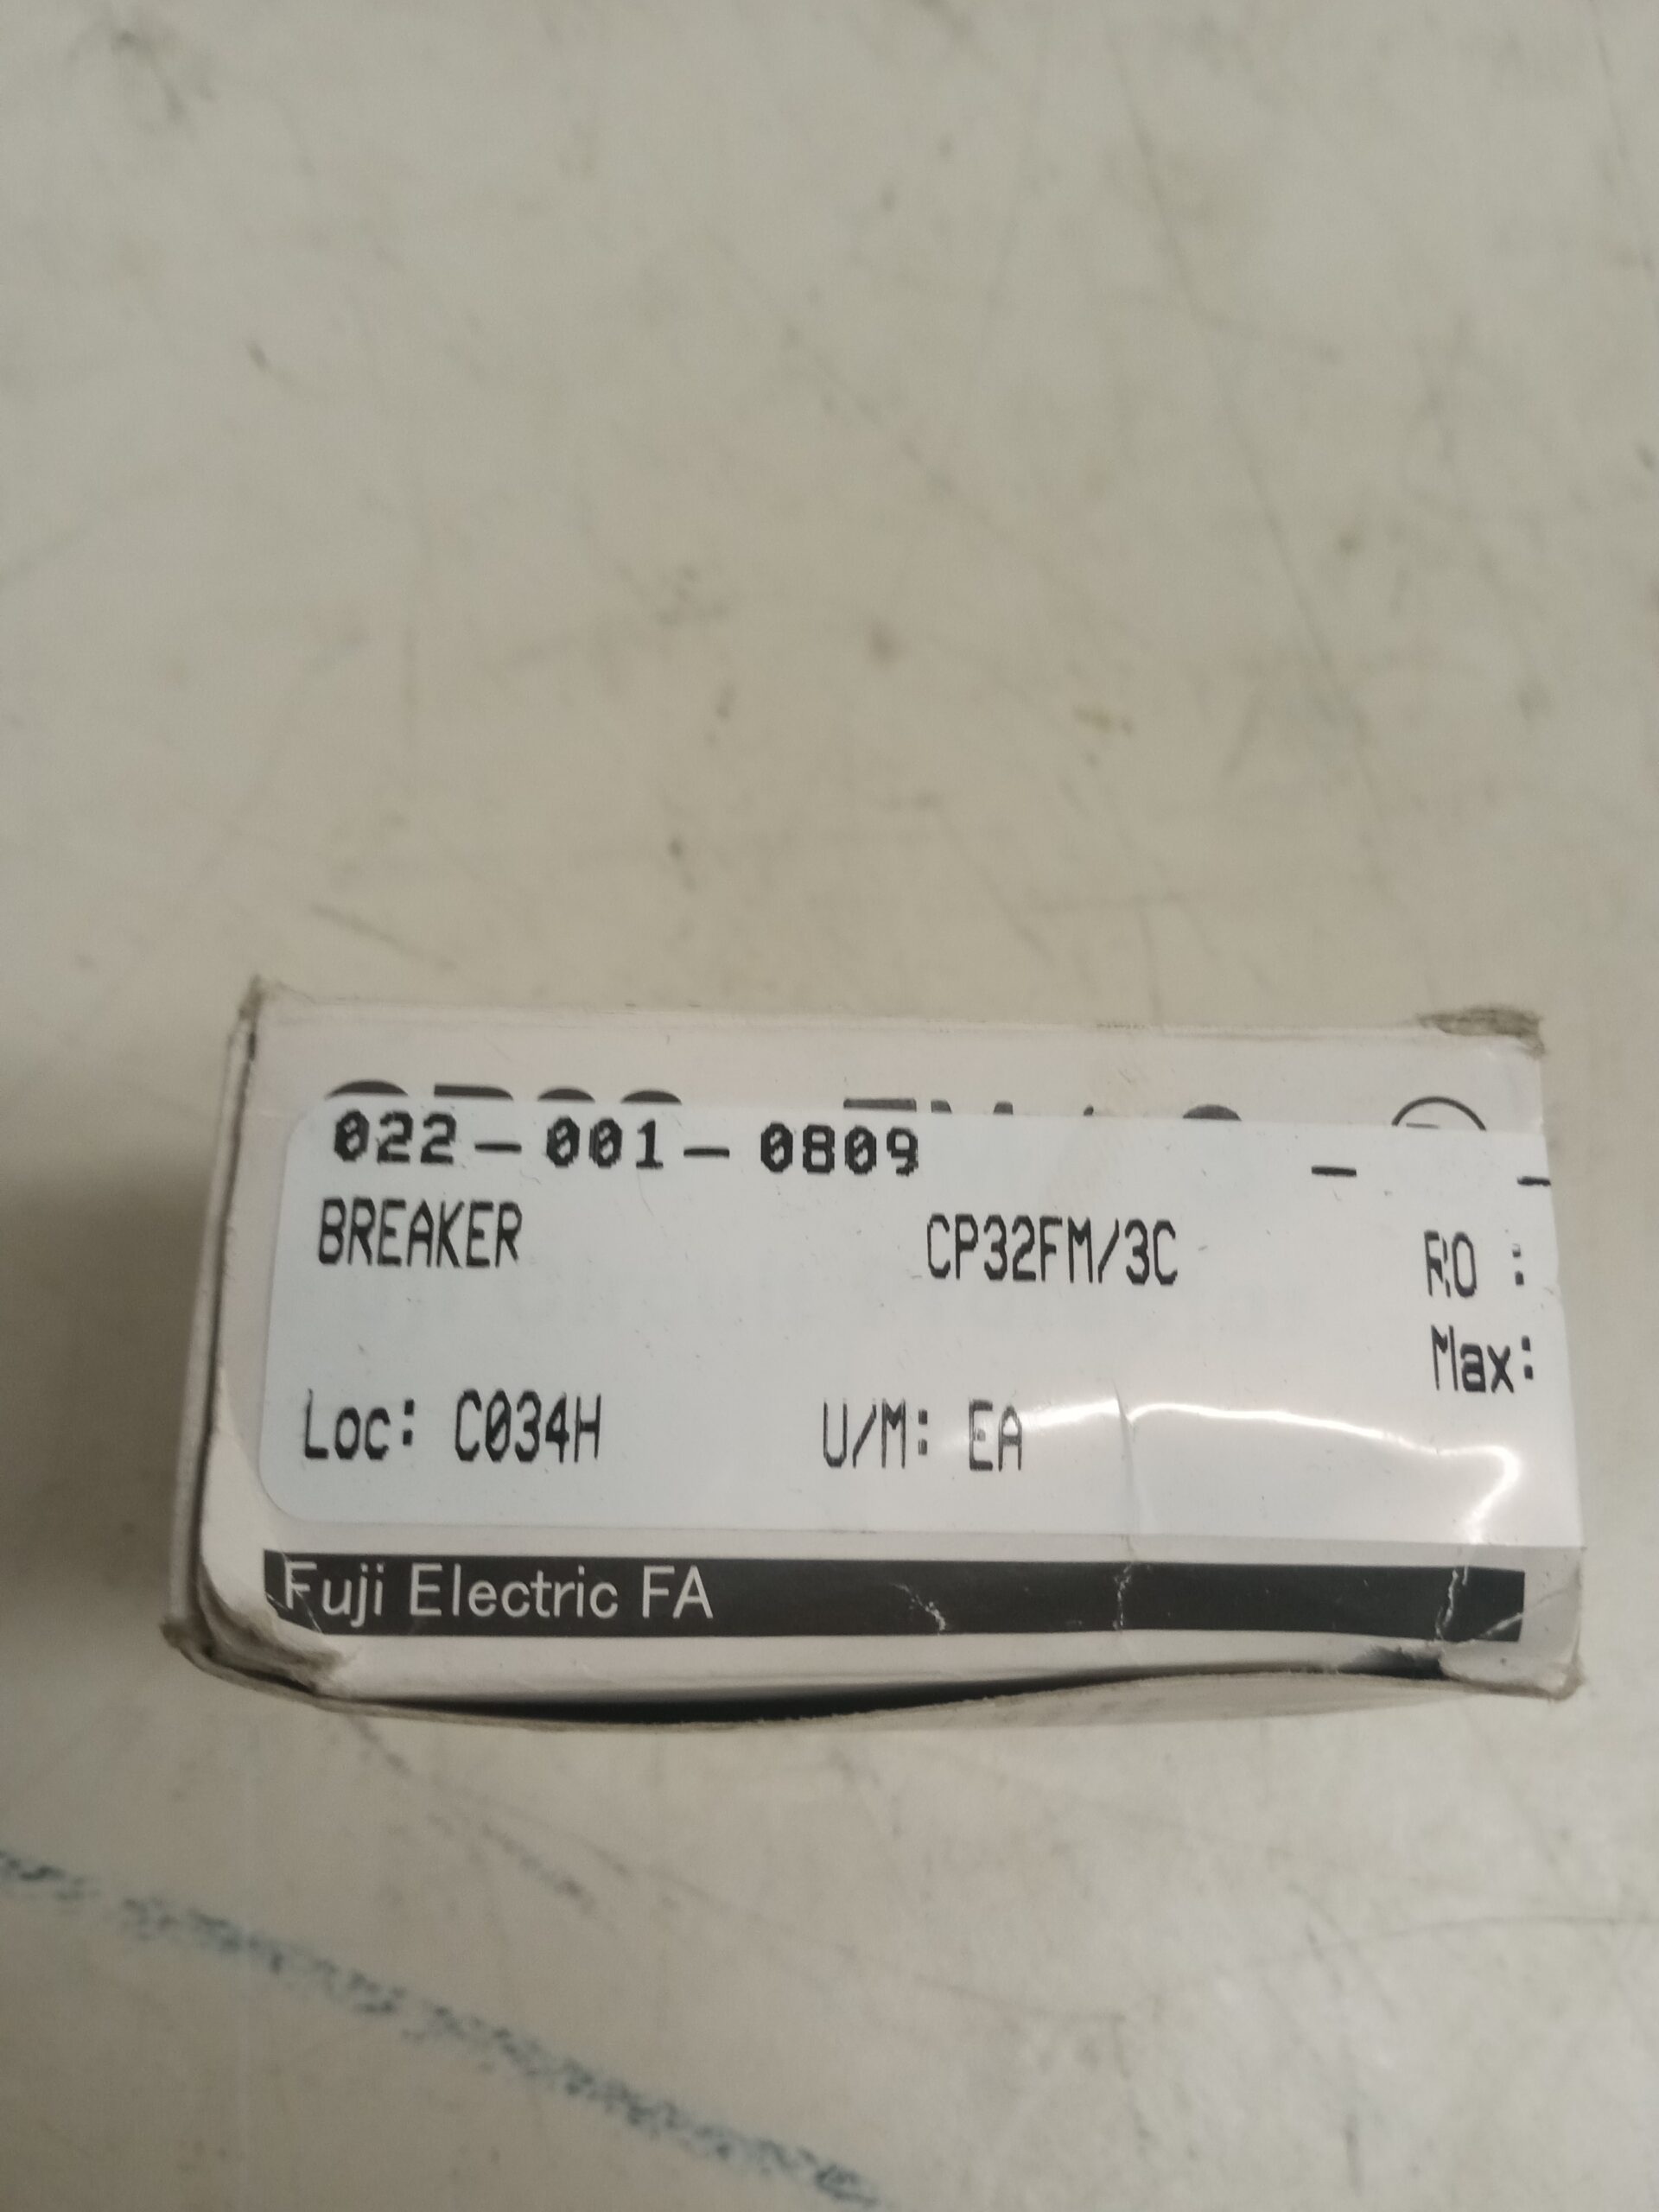 022-001-0809 - -
BREAKER CP32FM/3C RO :
Max:
Loc: C034H U/M: EA
Fuji Electric FA